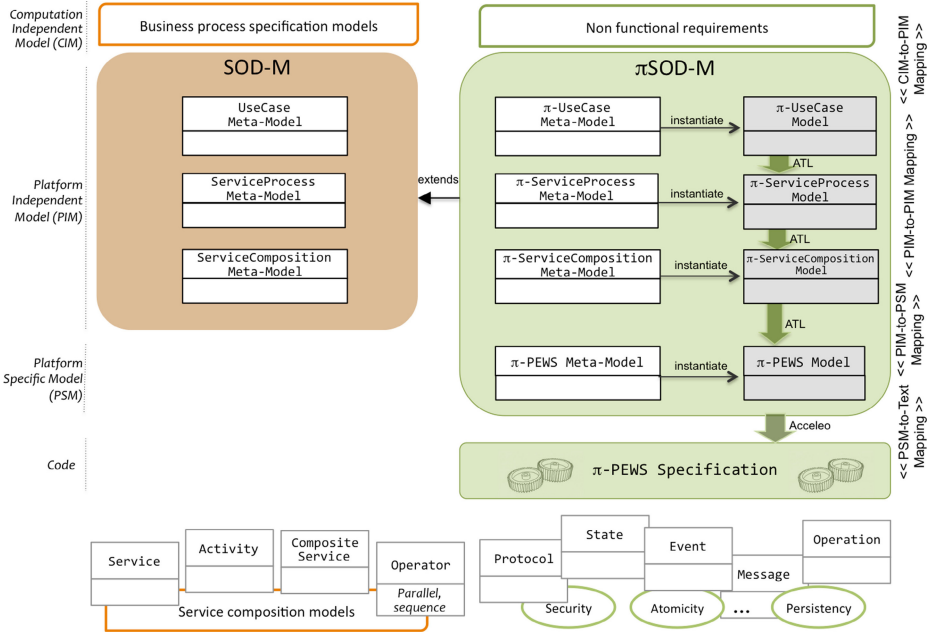 Computation
Independent
Model (CIM)
Business process specification models
Non functional requirements
<< CIM-to-PIM
Mapping >>
SOD-M
πSOD-M
UseCase
Meta-Model
π-UseCase
Meta-Model
instantiate
π-UseCase
Model
ATL
Platform
Independent
Model (PIM)
ServiceProcess
Meta-Model
extends
π-ServiceProcess
Meta-Model
instantiate
π-ServiceProcess
Model
<< PIM-to-PIM Mapping >>
ATL
ServiceComposition
Meta-Model
π-ServiceComposition
Meta-Model
instantiate
π-ServiceComposition
Model
ATL
<< PIM-to-PSM
Mapping >>
Platform
Specific Model
(PSM)
π-PEWS Meta-Model
instantiate
π-PEWS Model
Acceleo
<< PSM-to-Text
Mapping >>
Code
π-PEWS Specification
Service
Activity
Composite
Service
Operator
Parallel,
sequence
Service composition models
Protocol
State
Event
Message
Operation
Security
Atomicity
...
Persistency